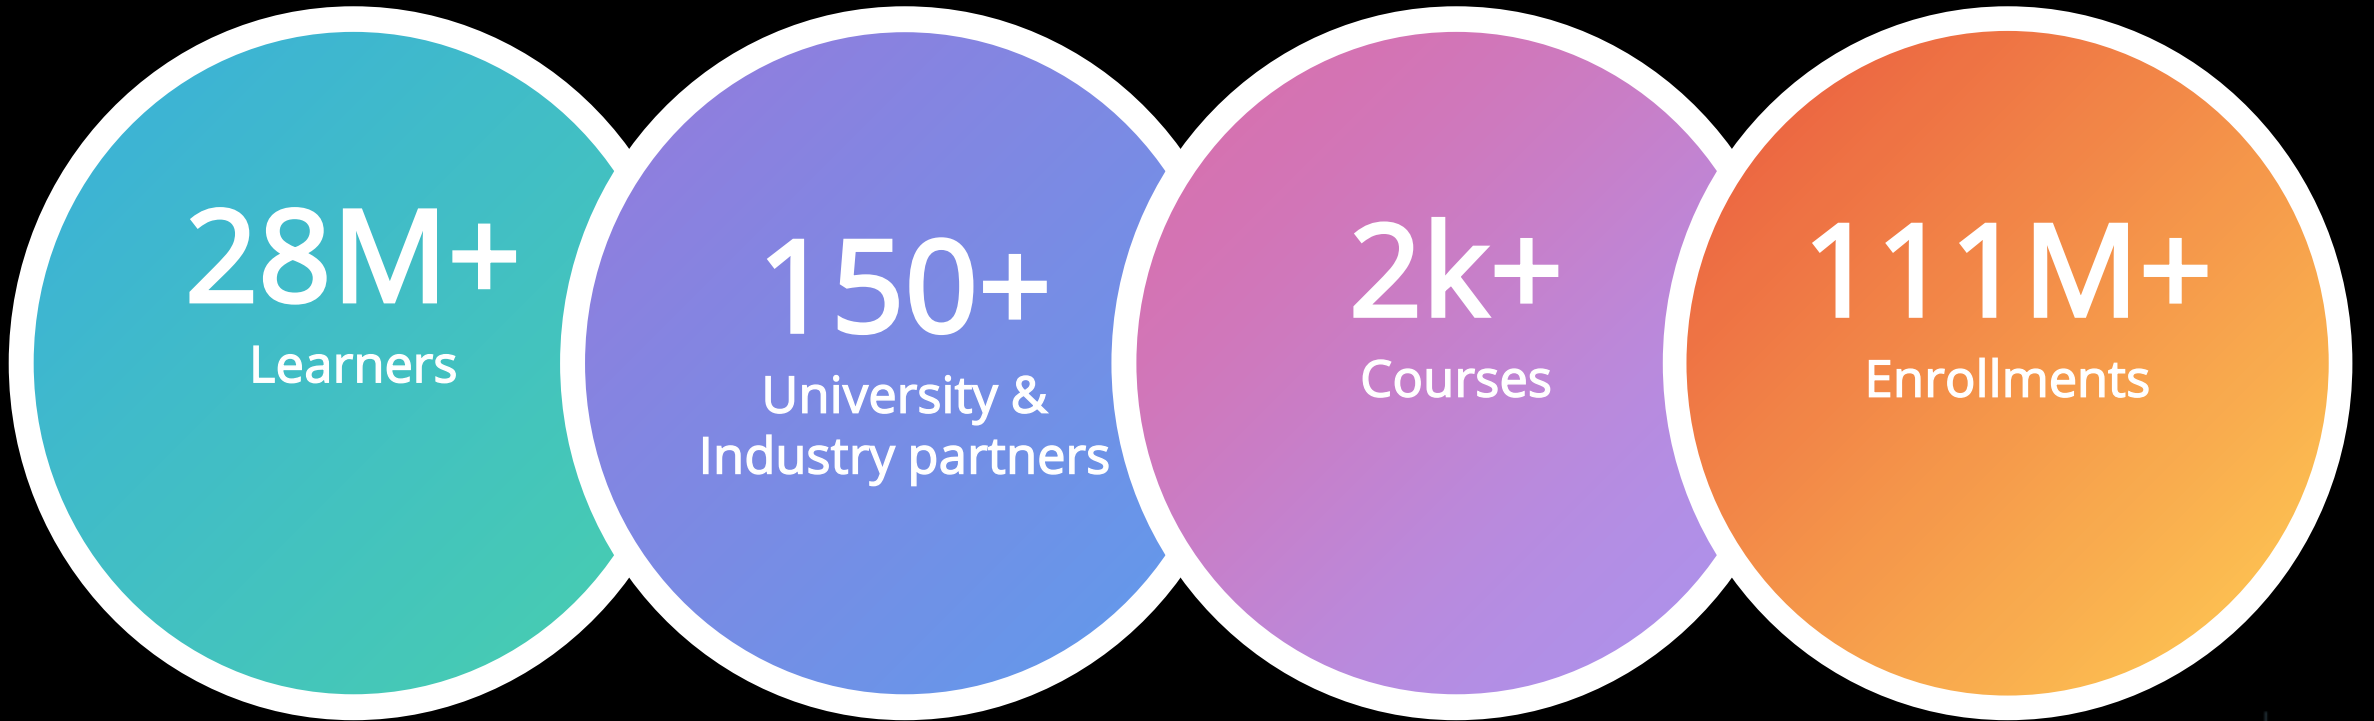 28M+
Learners
150+
University &
Industry partners
2k+
Courses
111M+
Enrollments